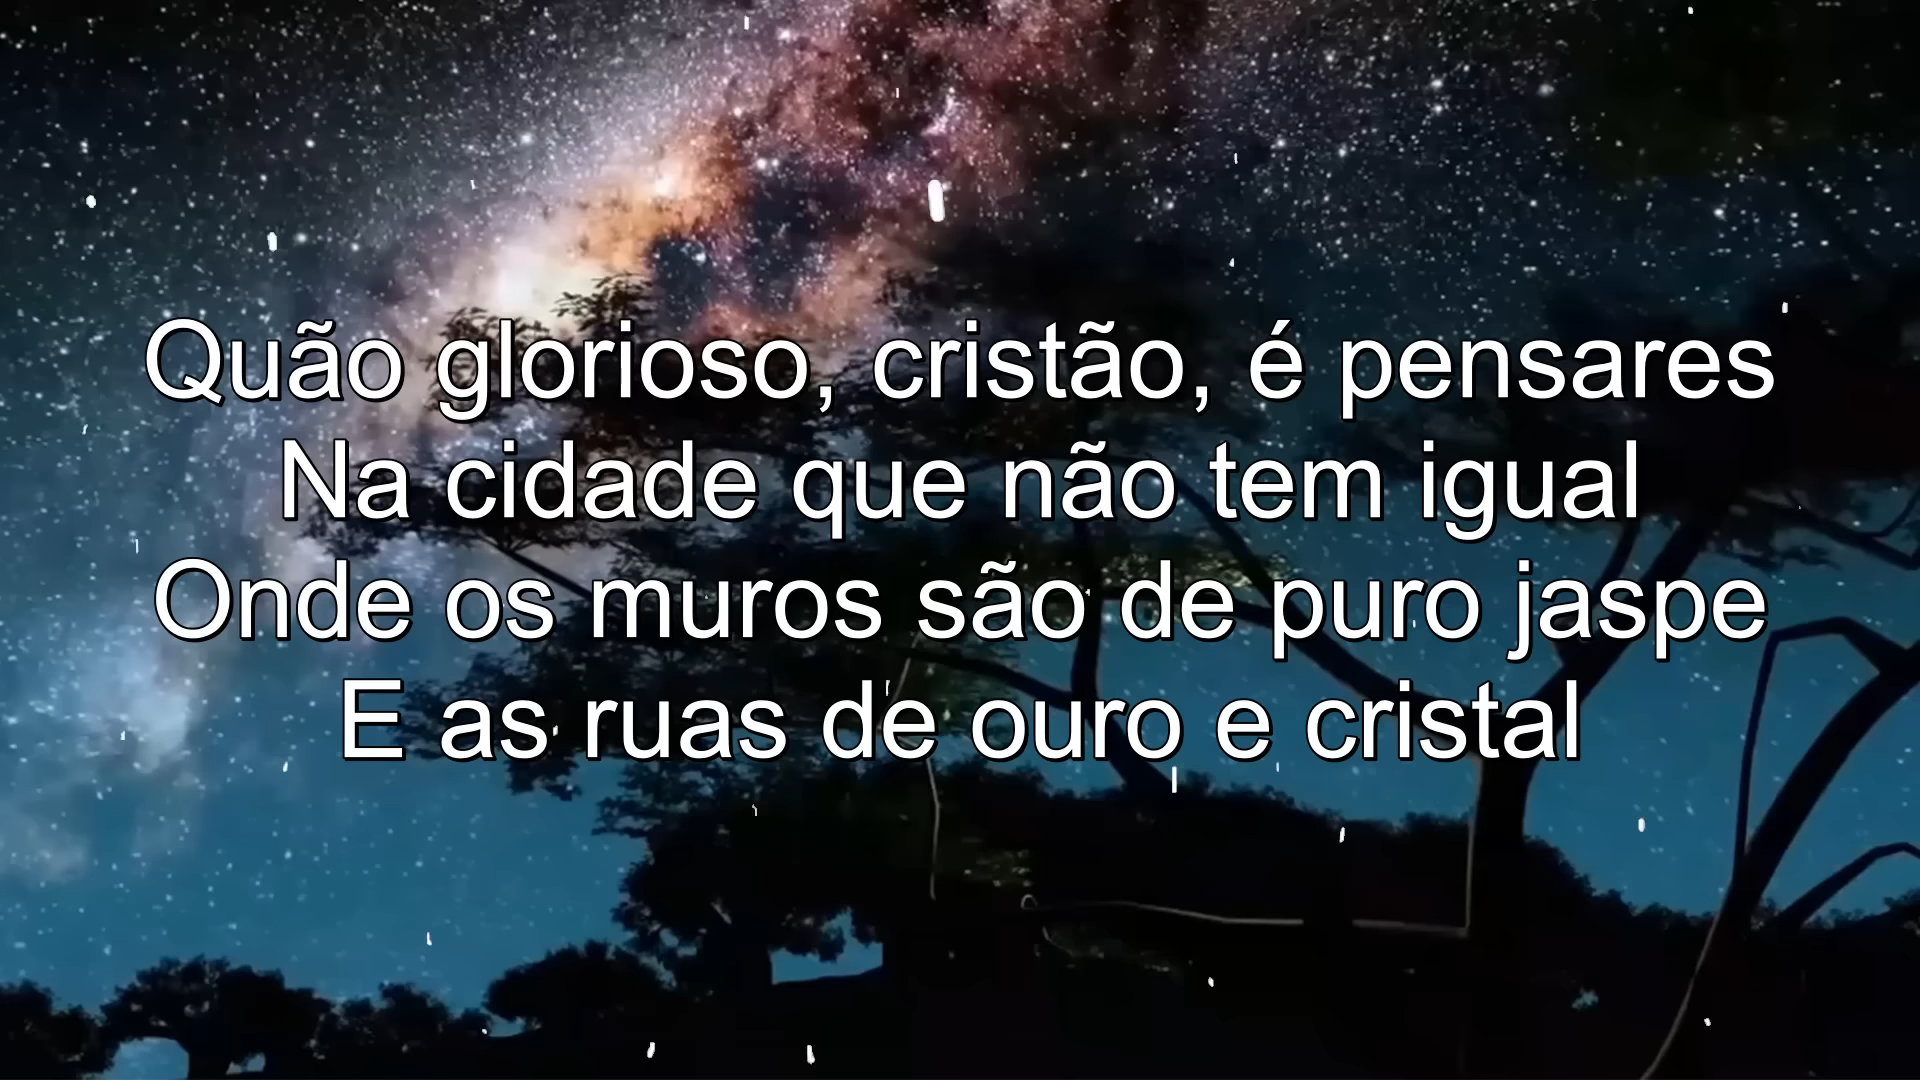 Quão glorioso, cristão, é pensares
Na cidade que não tem igual
Onde os muros são de puro jaspe
E as ruas de ouro e cristal